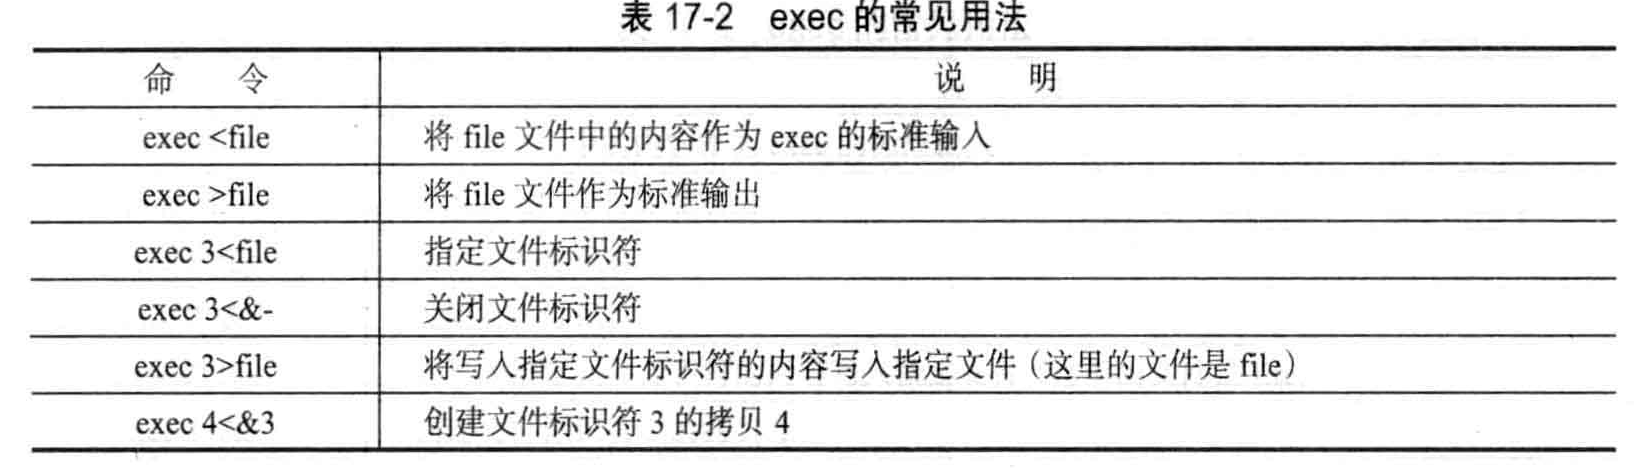 表 17-2 exec 的常见用法
命 令 说 明
exec <file 将 file 文件中的内容作为 exec 的标准输入
exec >file 将 file 文件作为标准输出
exec 3<file 指定文件标识符
exec 3<&- 关闭文件标识符
exec 3>file 将写入指定文件标识符的内容写入指定文件（这里的文件是 file）
exec 4<&3 创建文件标识符 3 的拷贝 4